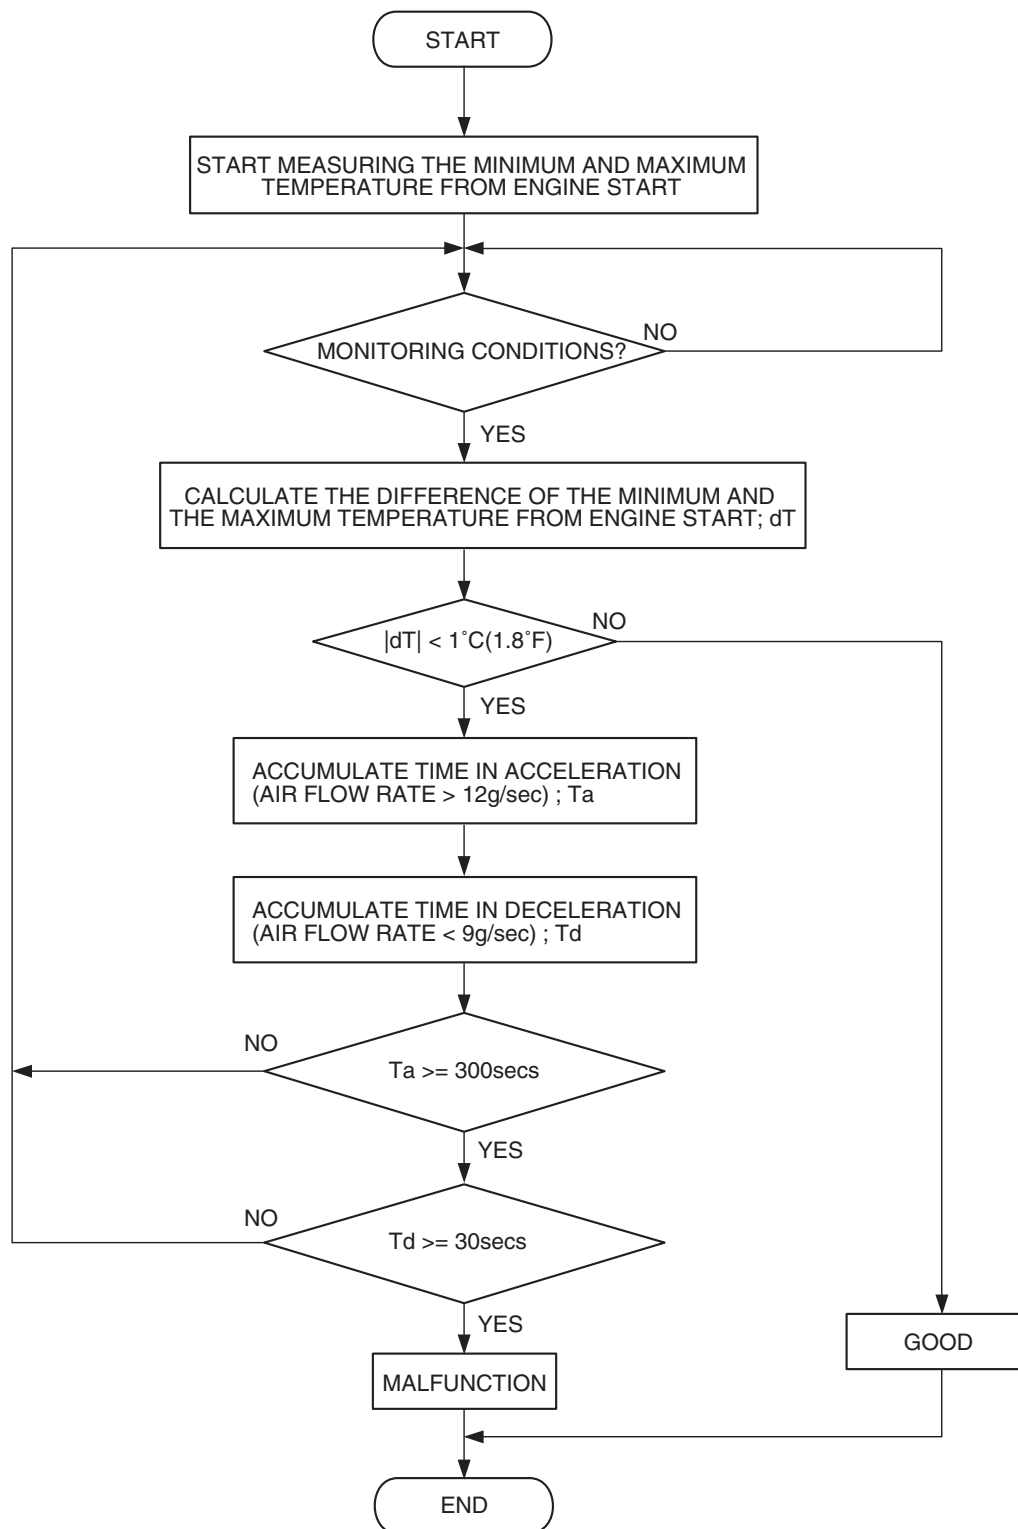 START
START MEASURING THE MINIMUM AND MAXIMUM
TEMPERATURE FROM ENGINE START
MONITORING CONDITIONS?
NO
YES
CALCULATE THE DIFFERENCE OF THE MINIMUM AND
THE MAXIMUM TEMPERATURE FROM ENGINE START; dT
|dT| < 1˚C(1.8˚F)
NO
YES
ACCUMULATE TIME IN ACCELERATION
(AIR FLOW RATE > 12g/sec) ; Ta
ACCUMULATE TIME IN DECELERATION
(AIR FLOW RATE < 9g/sec) ; Td
NO
Ta >= 300secs
YES
NO
Td >= 30secs
YES
MALFUNCTION
GOOD
END